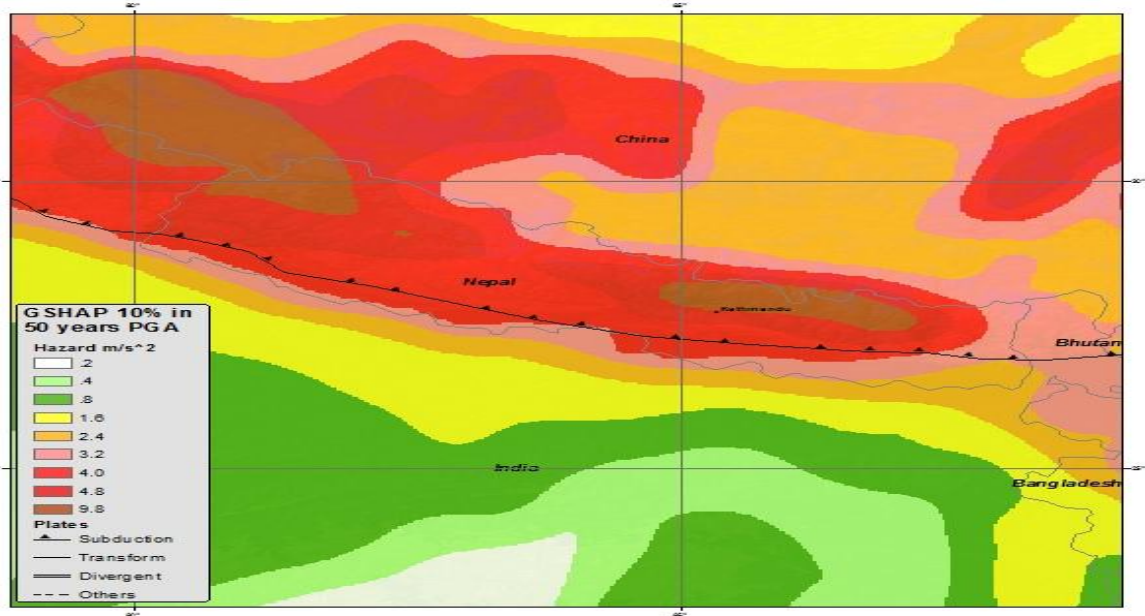 China
Nepal
Kathmandu
Bhutan
India
Bangladesh
GSHAP 10% in
50 years PGA
Hazard m/s^2
.2
.4
.8
1.6
2.4
3.2
4.0
4.8
9.8
Plates
Subduction
Transform
Divergent
Others